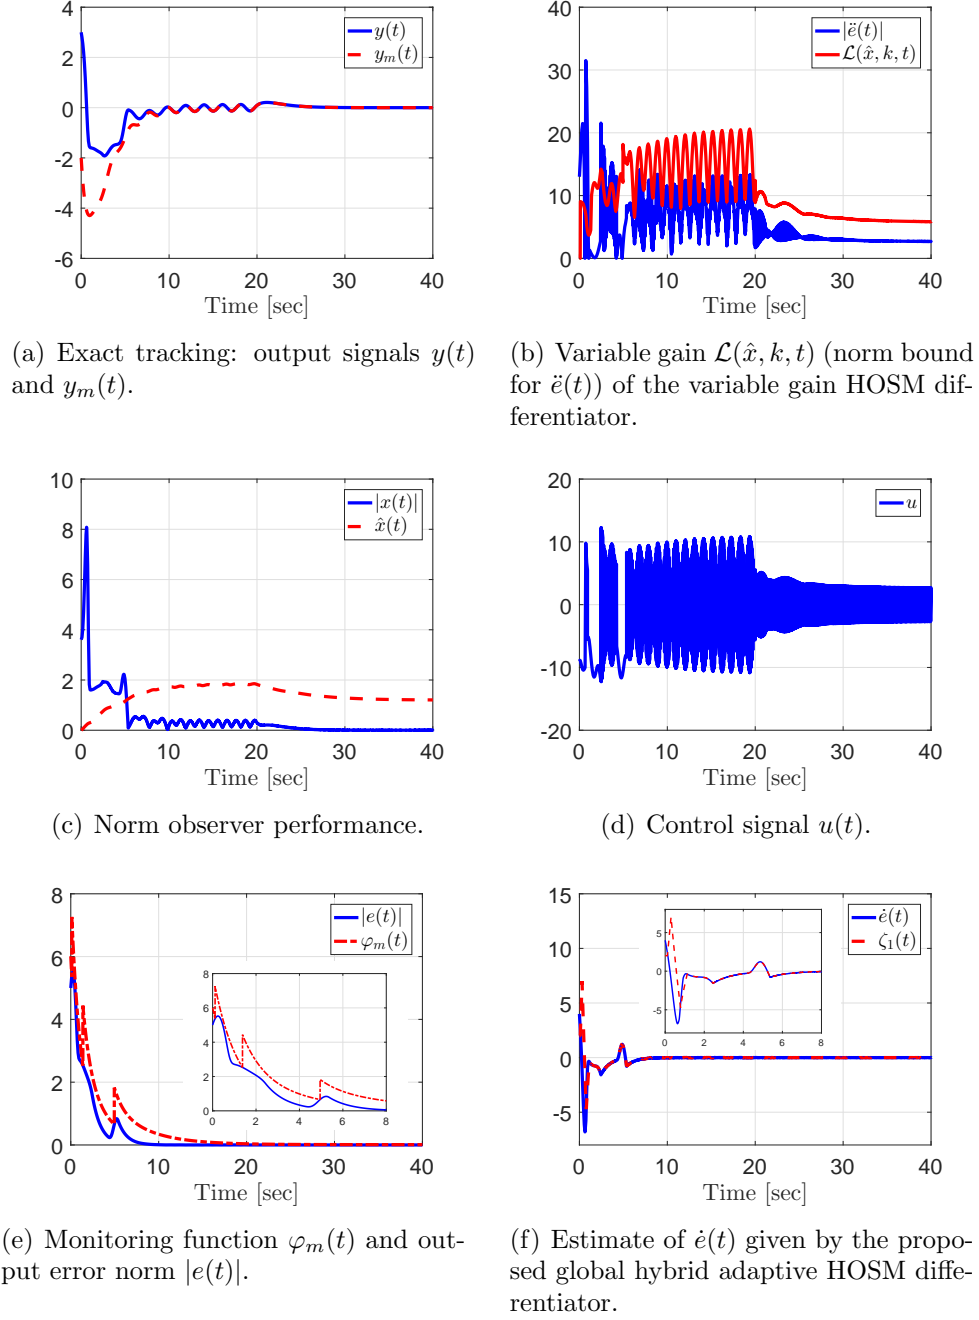 4
2
0
-2
-4
-6
0 10 20 30 40
Time [sec]
y(t)
y_m(t)
(a) Exact tracking: output signals y(t)
and y_m(t).
40
30
20
10
0
0 10 20 30 40
Time [sec]
|ë(t)|
ℒ(x̂, k, t)
(b) Variable gain ℒ(x̂, k, t) (norm bound
for ë(t)) of the variable gain HOSM dif-
ferentiator.
10
8
6
4
2
0
0 10 20 30 40
Time [sec]
|x(t)|
x̂(t)
(c) Norm observer performance.
20
10
0
-10
-20
0 10 20 30 40
Time [sec]
u
(d) Control signal u(t).
8
6
4
2
0
0 10 20 30 40
Time [sec]
|e(t)|
φ_m(t)
8
6
4
2
0
0 2 4 6 8
(e) Monitoring function φ_m(t) and out-
put error norm |e(t)|.
15
10
5
0
-5
0 10 20 30 40
Time [sec]
ė(t)
ζ₁(t)
5
0
-5
0 2 4 6 8
(f) Estimate of ė(t) given by the propo-
sed global hybrid adaptive HOSM diffe-
rentiator.